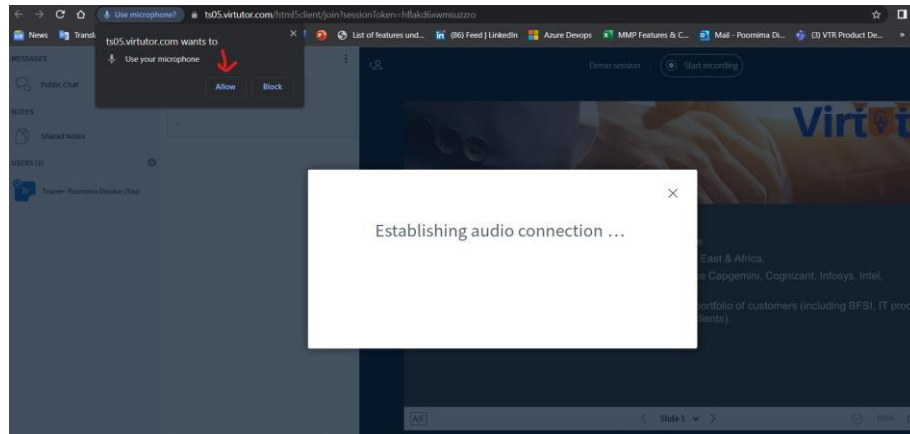 Use microphone?
ts05.virtutor.com/html5client/join?sessionToken=hflakd6xwmsuzzro
News
List of features und...
(86) Feed | LinkedIn
Azure Devops
MMP Features & C...
Mail - Poornima Di...
(3) VTR Product De...
»
ts05.virtutor.com wants to
Use your microphone
Allow
Block
MESSAGES
Public Chat
NOTES
Shared Notes
USERS (1)
Tr
Trainer- Poornima Dinakar (You)
Demo session
Start recording
Establishing audio connection ...
East & Africa.
Capgemini, Cognizant, Infosys, Intel,
portfolio of customers (including BFSI, IT
Slide 1
100%